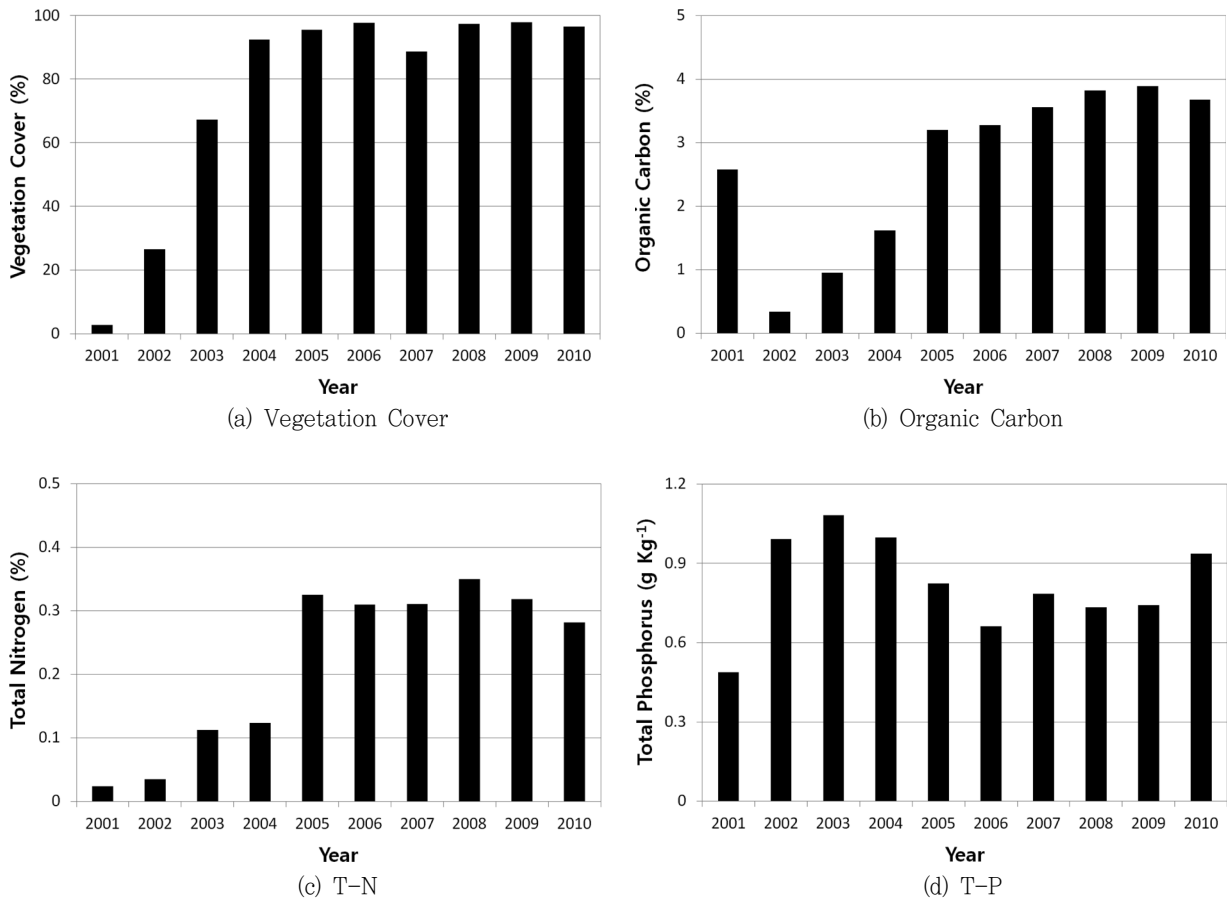 100
80
60
40
20
0
Vegetation Cover (%)
2001 2002 2003 2004 2005 2006 2007 2008 2009 2010
Year
(a) Vegetation Cover
5
4
3
2
1
0
Organic Carbon (%)
2001 2002 2003 2004 2005 2006 2007 2008 2009 2010
Year
(b) Organic Carbon
0.5
0.4
0.3
0.2
0.1
0
Total Nitrogen (%)
2001 2002 2003 2004 2005 2006 2007 2008 2009 2010
Year
(c) T-N
1.2
0.9
0.6
0.3
0
Total Phosphorus (g Kg⁻¹)
2001 2002 2003 2004 2005 2006 2007 2008 2009 2010
Year
(d) T-P